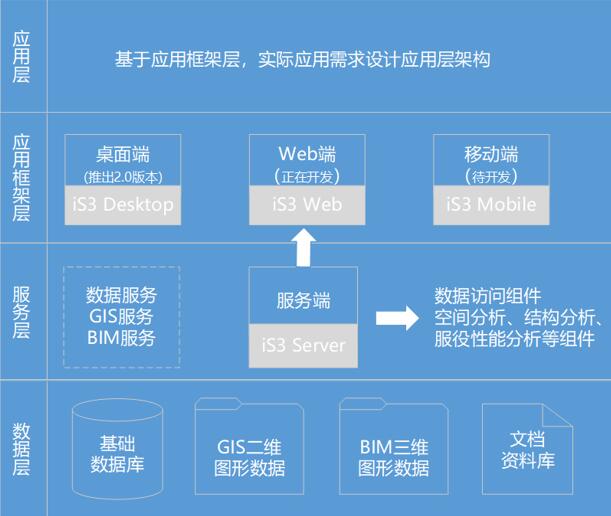 应用层
基于应用框架层，实际应用需求设计应用层架构
应用框架层
桌面端
(推出2.0版本)
iS3 Desktop
Web端
(正在开发)
iS3 Web
移动端
(待开发)
iS3 Mobile
服务层
数据服务
GIS服务
BIM服务
服务端
iS3 Server
数据访问组件
空间分析、结构分析、
服役性能分析等组件
数据层
基础
数据库
GIS二维
图形数据
BIM三维
图形数据
文档
资料库